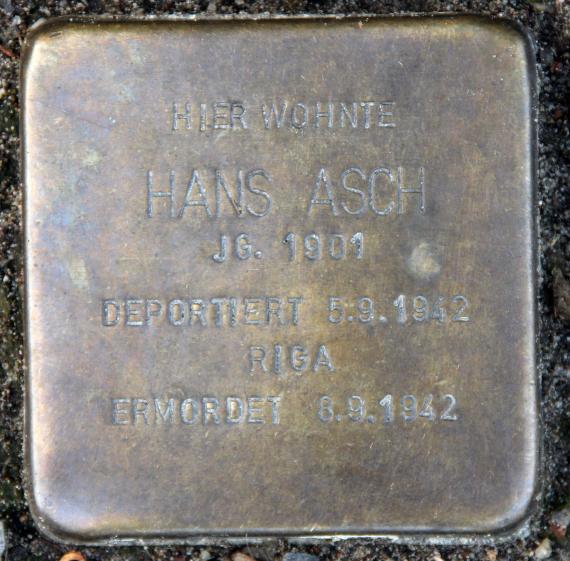 HIER WOHNTE
HANS ASCH
JG. 1901
DEPORTIERT 5.9.1942
RIGA
ERMORDET 8.9.1942